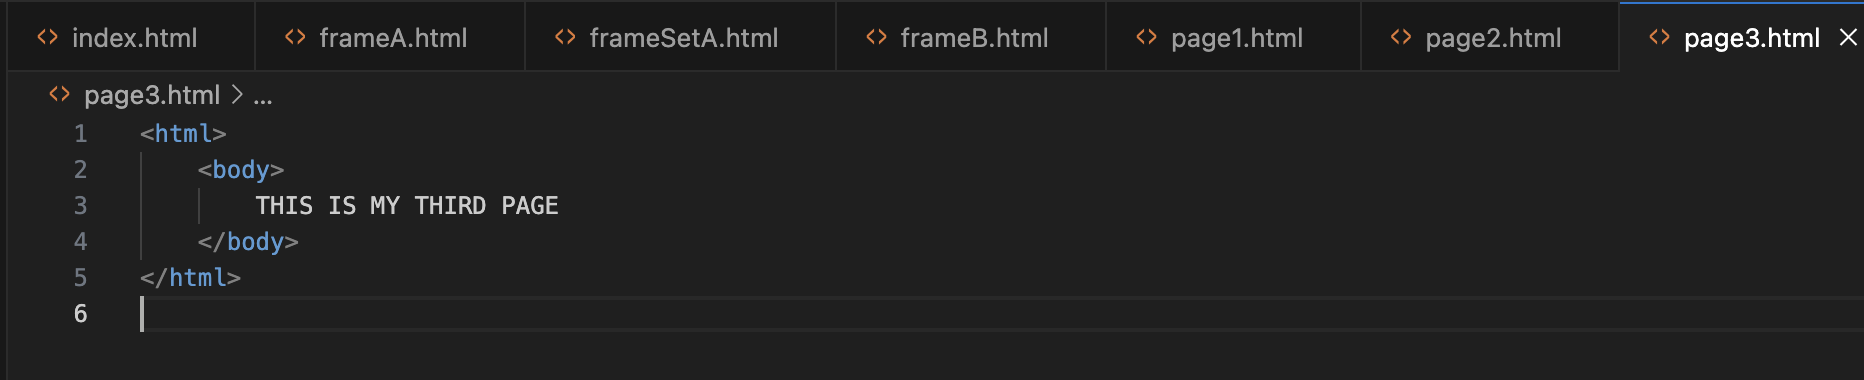 index.html frameA.html frameSetA.html frameB.html page1.html page2.html page3.html
page3.html > ...
1 <html>
2 <body>
3 THIS IS MY THIRD PAGE
4 </body>
5 </html>
6